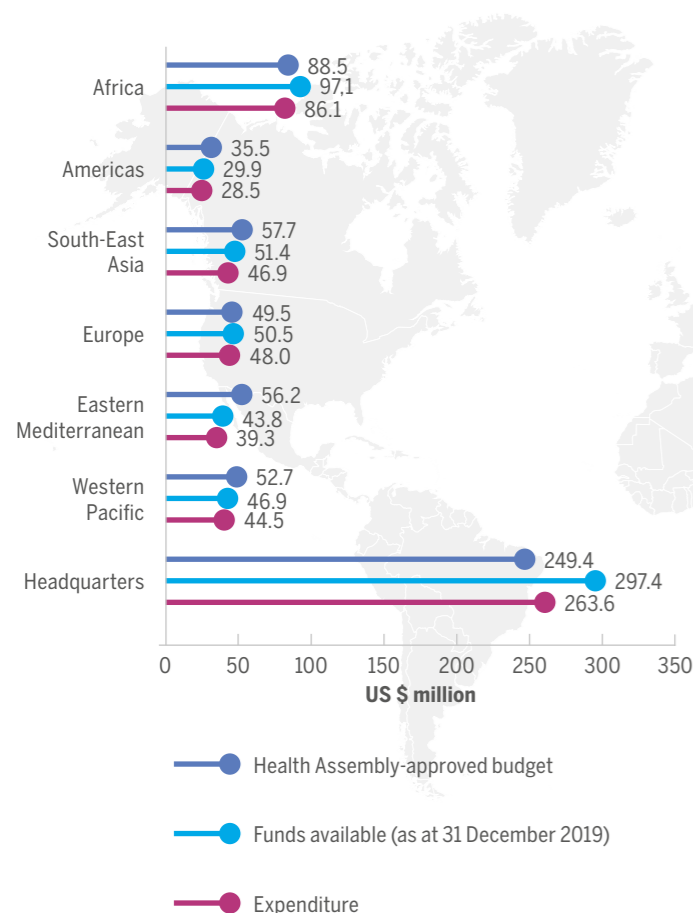 Africa
88.5
97,1
86.1
Americas
35.5
29.9
28.5
South-East
Asia
57.7
51.4
46.9
Europe
49.5
50.5
48.0
Eastern
Mediterranean
56.2
43.8
39.3
Western
Pacific
52.7
46.9
44.5
Headquarters
249.4
297.4
263.6
0 50 100 150 200 250 300 350
US $ million
Health Assembly-approved budget
Funds available (as at 31 December 2019)
Expenditure